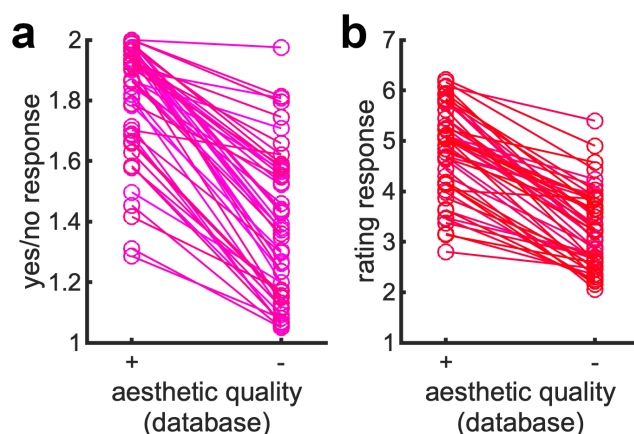 a
2
1.8
1.6
1.4
1.2
1
yes/no response
+
-
aesthetic quality
(database)
b
7
6
5
4
3
2
1
rating response
+
-
aesthetic quality
(database)